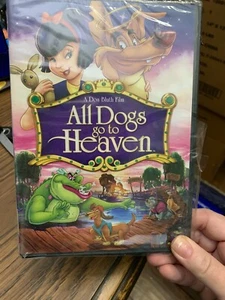 A Don Bluth Film
All Dogs
go to
Heaven